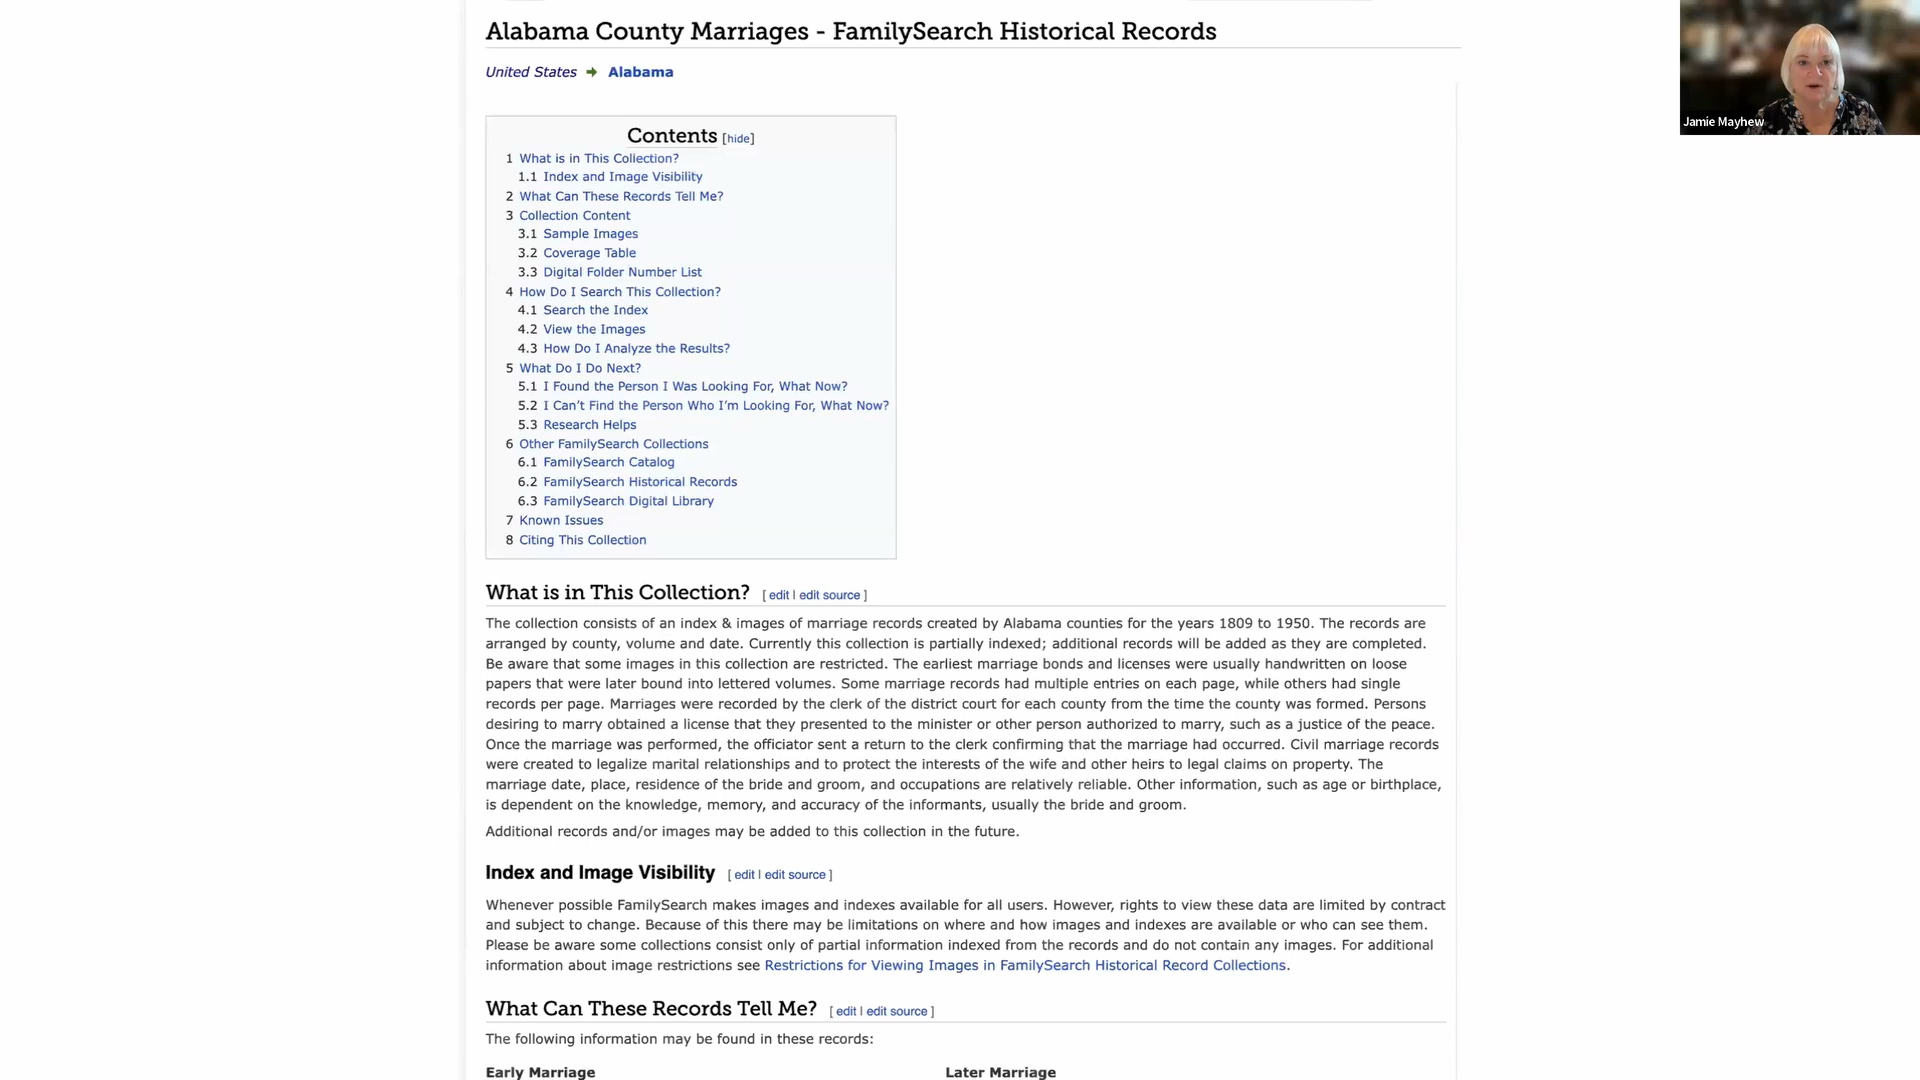 Alabama County Marriages - FamilySearch Historical Records
United States Alabama
Jamie Mayhew
Contents [hide]
1 What is in This Collection?
1.1 Index and Image Visibility
2 What Can These Records Tell Me?
3 Collection Content
3.1 Sample Images
3.2 Coverage Table
3.3 Digital Folder Number List
4 How Do I Search This Collection?
4.1 Search the Index
4.2 View the Images
4.3 How Do I Analyze the Results?
5 What Do I Do Next?
5.1 I Found the Person I Was Looking For, What Now?
5.2 I Can’t Find the Person Who I’m Looking For, What Now?
5.3 Research Helps
6 Other FamilySearch Collections
6.1 FamilySearch Catalog
6.2 FamilySearch Historical Records
6.3 FamilySearch Digital Library
7 Known Issues
8 Citing This Collection
What is in This Collection? [ edit | edit source ]
The collection consists of an index & images of marriage records created by Alabama counties for the years 1809 to 1950. The records are
arranged by county, volume and date. Currently this collection is partially indexed; additional records will be added as they are completed.
Be aware that some images in this collection are restricted. The earliest marriage bonds and licenses were usually handwritten on loose
papers that were later bound into lettered volumes. Some marriage records had multiple entries on each page, while others had single
records per page. Marriages were recorded by the clerk of the district court for each county from the time the county was formed. Persons
desiring to marry obtained a license that they presented to the minister or other person authorized to marry, such as a justice of the peace.
Once the marriage was performed, the officiator sent a return to the clerk confirming that the marriage had occurred. Civil marriage records
were created to legalize marital relationships and to protect the interests of the wife and other heirs to legal claims on property. The
marriage date, place, residence of the bride and groom, and occupations are relatively reliable. Other information, such as age or birthplace,
is dependent on the knowledge, memory, and accuracy of the informants, usually the bride and groom.
Additional records and/or images may be added to this collection in the future.
Index and Image Visibility [ edit | edit source ]
Whenever possible FamilySearch makes images and indexes available for all users. However, rights to view these data are limited by contract
and subject to change. Because of this there may be limitations on where and how images and indexes are available or who can see them.
Please be aware some collections consist only of partial information indexed from the records and do not contain any images. For additional
information about image restrictions see Restrictions for Viewing Images in FamilySearch Historical Record Collections.
What Can These Records Tell Me? [ edit | edit source ]
The following information may be found in these records:
Early Marriage Later Marriage